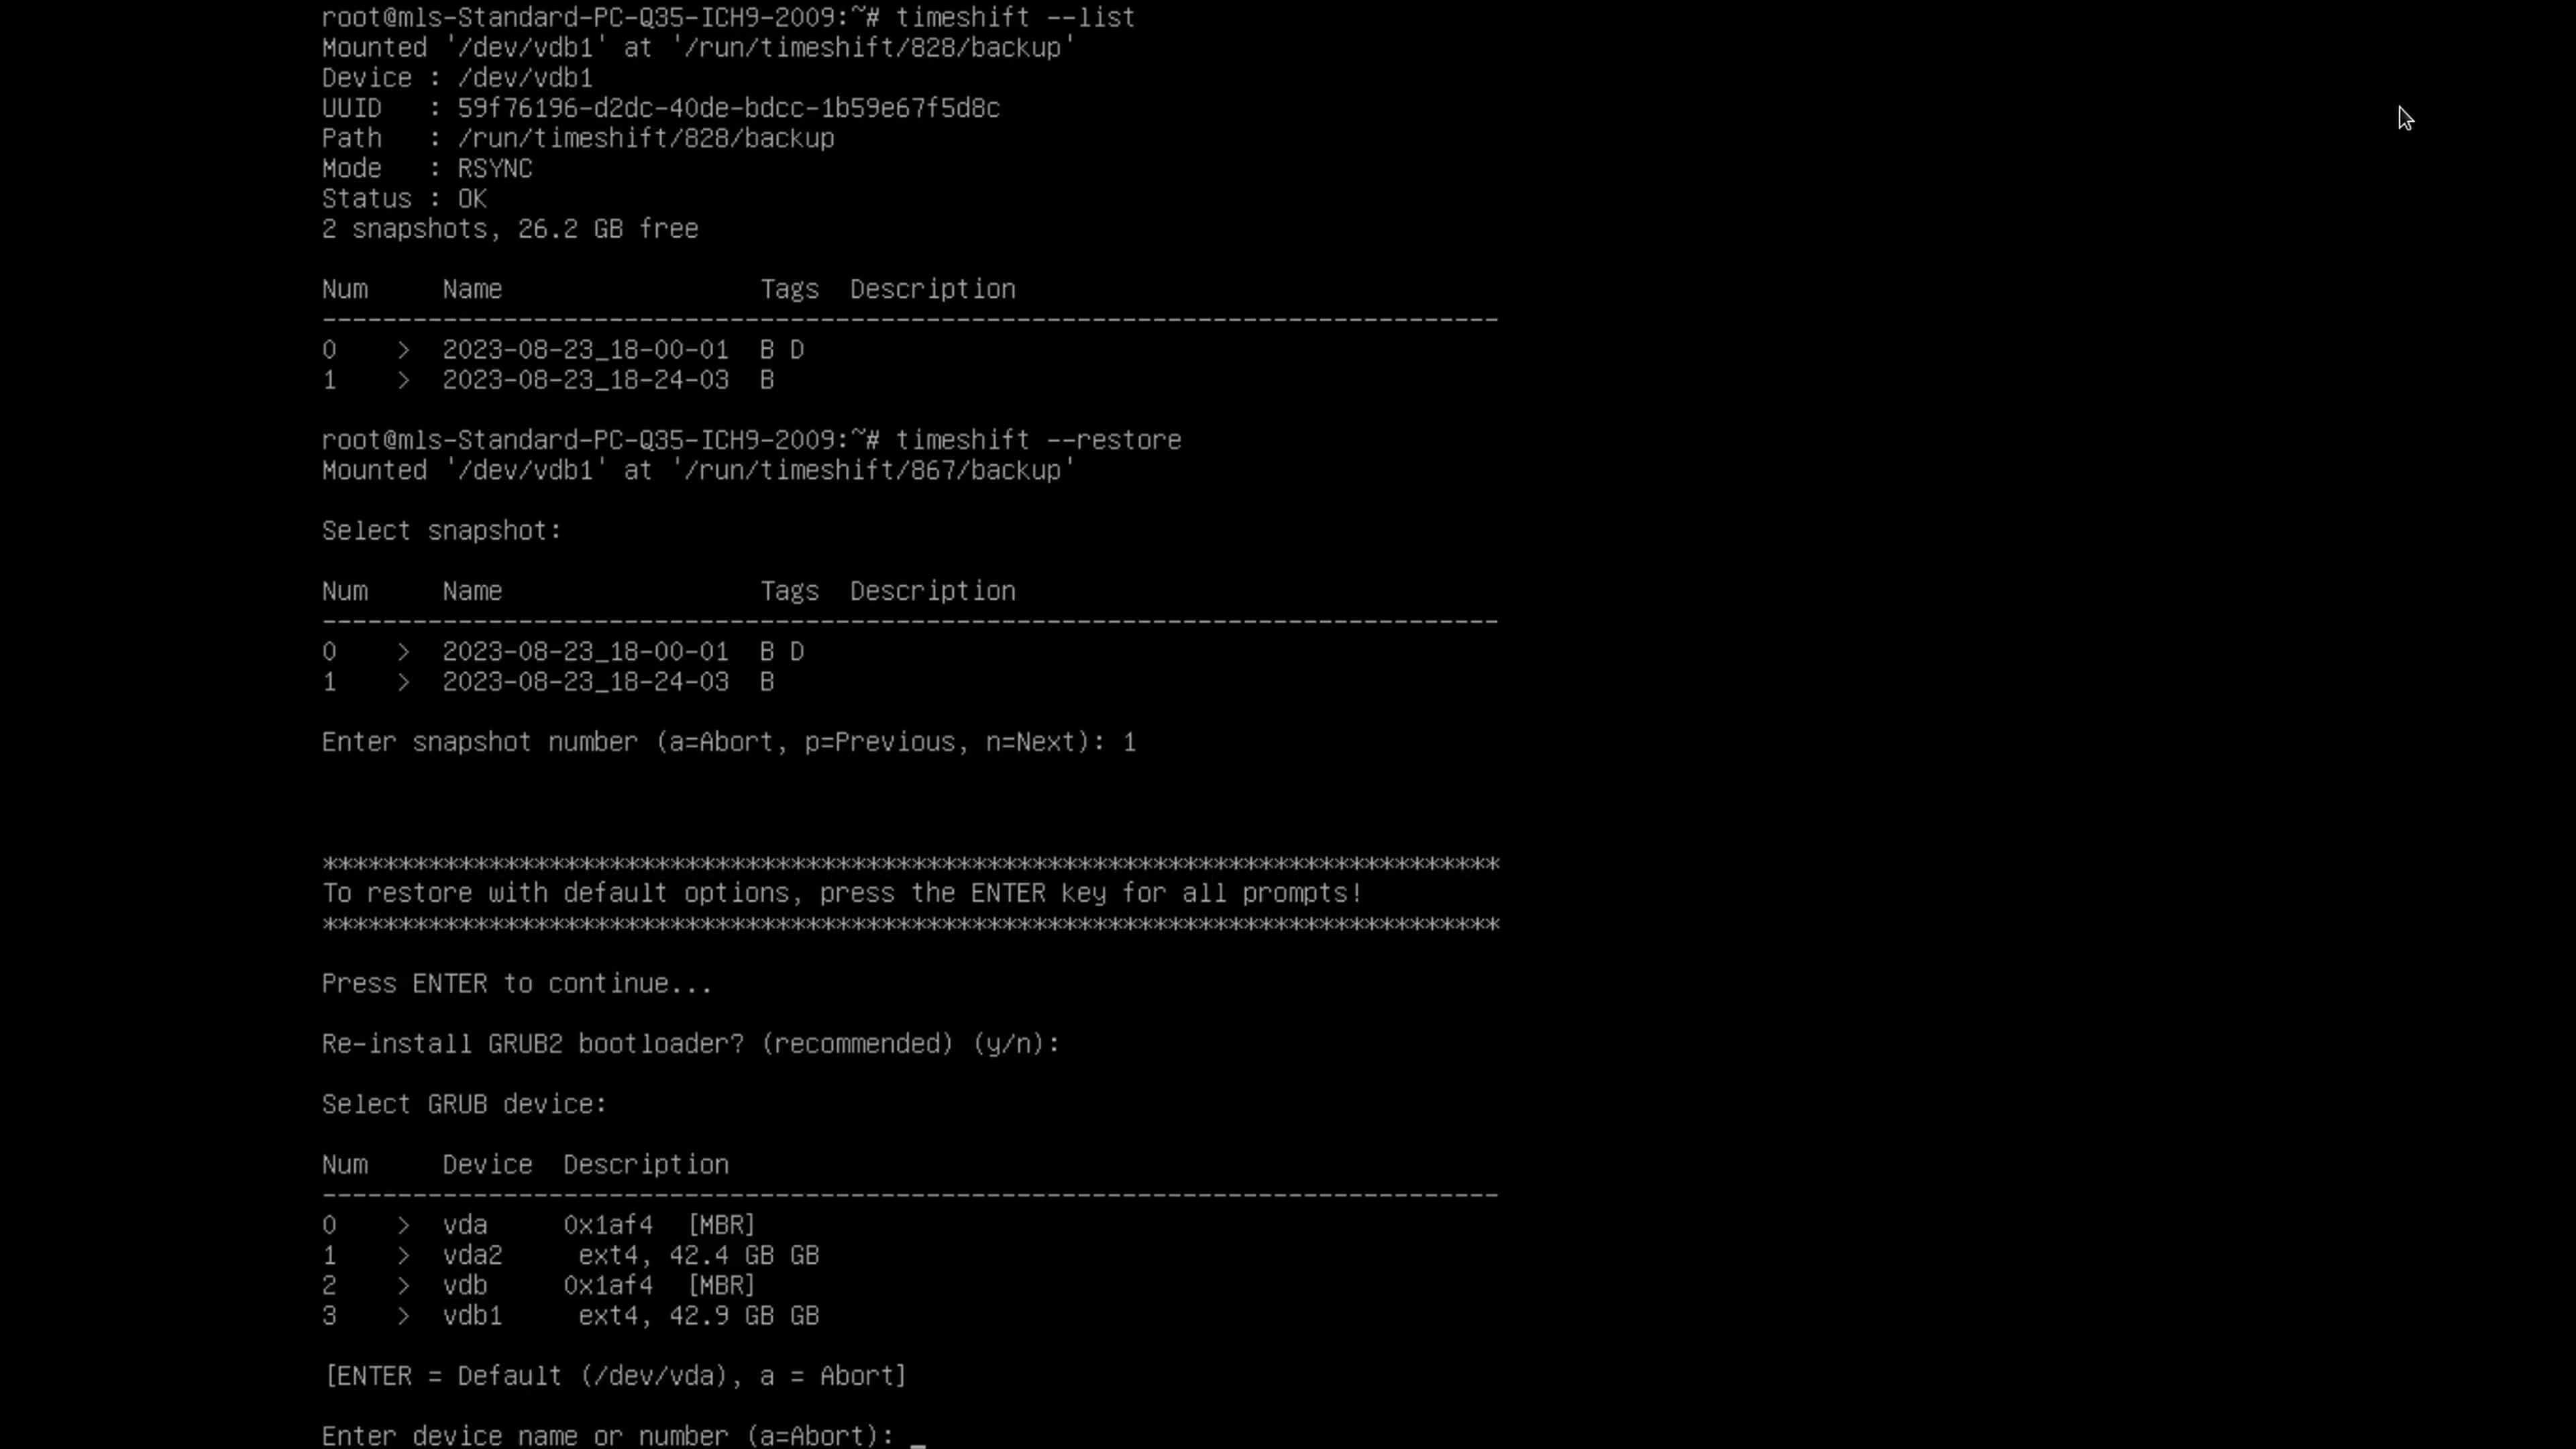 root@mls-Standard-PC-Q35-ICH9-2009:~# timeshift --list
Mounted '/dev/vdb1' at '/run/timeshift/828/backup'
Device : /dev/vdb1
UUID   : 59f76196-d2dc-40de-bdcc-1b59e67f5d8c
Path   : /run/timeshift/828/backup
Mode   : RSYNC
Status : OK
2 snapshots, 26.2 GB free
Num     Name                 Tags  Description
------------------------------------------------------------------------------
0    >  2023-08-23_18-00-01  B D
1    >  2023-08-23_18-24-03  B
root@mls-Standard-PC-Q35-ICH9-2009:~# timeshift --restore
Mounted '/dev/vdb1' at '/run/timeshift/867/backup'
Select snapshot:
Num     Name                 Tags  Description
------------------------------------------------------------------------------
0    >  2023-08-23_18-00-01  B D
1    >  2023-08-23_18-24-03  B
Enter snapshot number (a=Abort, p=Previous, n=Next): 1
******************************************************************************
To restore with default options, press the ENTER key for all prompts!
******************************************************************************
Press ENTER to continue...
Re-install GRUB2 bootloader? (recommended) (y/n):
Select GRUB device:
Num     Device  Description
------------------------------------------------------------------------------
0    >  vda     0x1af4  [MBR]
1    >  vda2     ext4, 42.4 GB GB
2    >  vdb     0x1af4  [MBR]
3    >  vdb1     ext4, 42.9 GB GB
[ENTER = Default (/dev/vda), a = Abort]
Enter device name or number (a=Abort): _